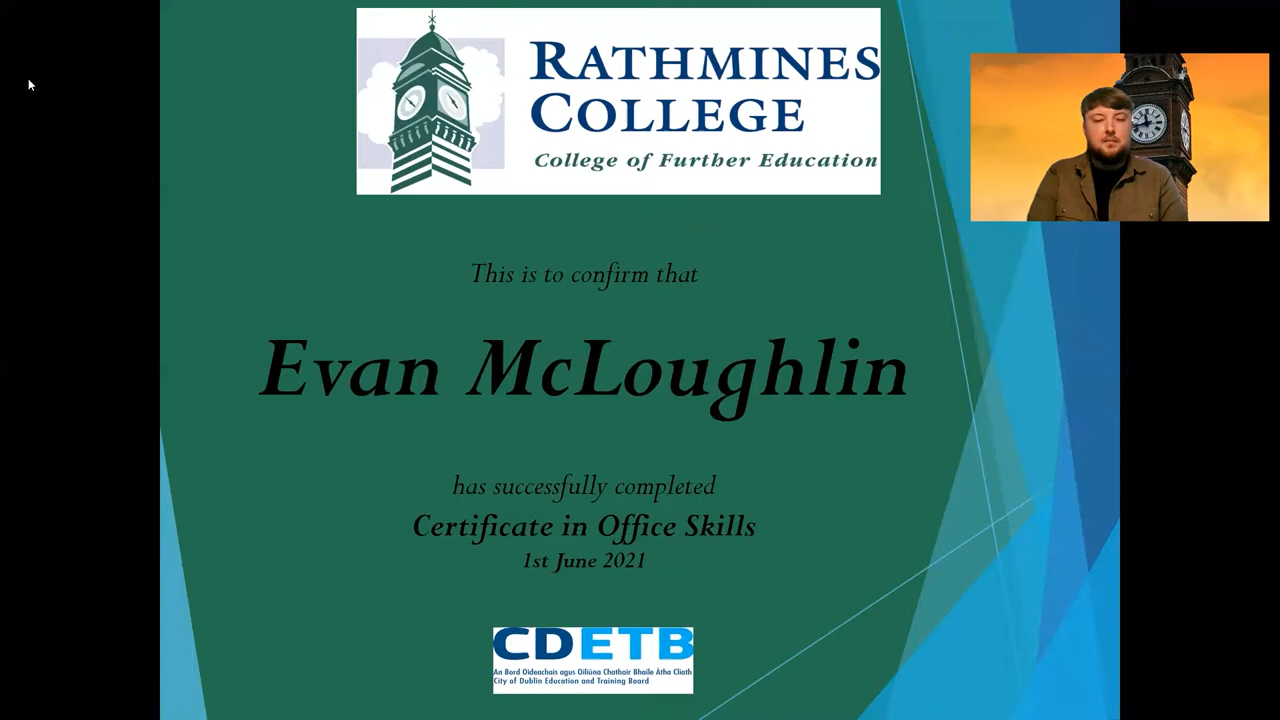 RATHMINES
COLLEGE
College of Further Education
This is to confirm that
Evan McLoughlin
has successfully completed
Certificate in Office Skills
1st June 2021
CDETB
An Bord Oideachais agus Oiliúna Chathair Bhaile Átha Cliath
City of Dublin Education and Training Board